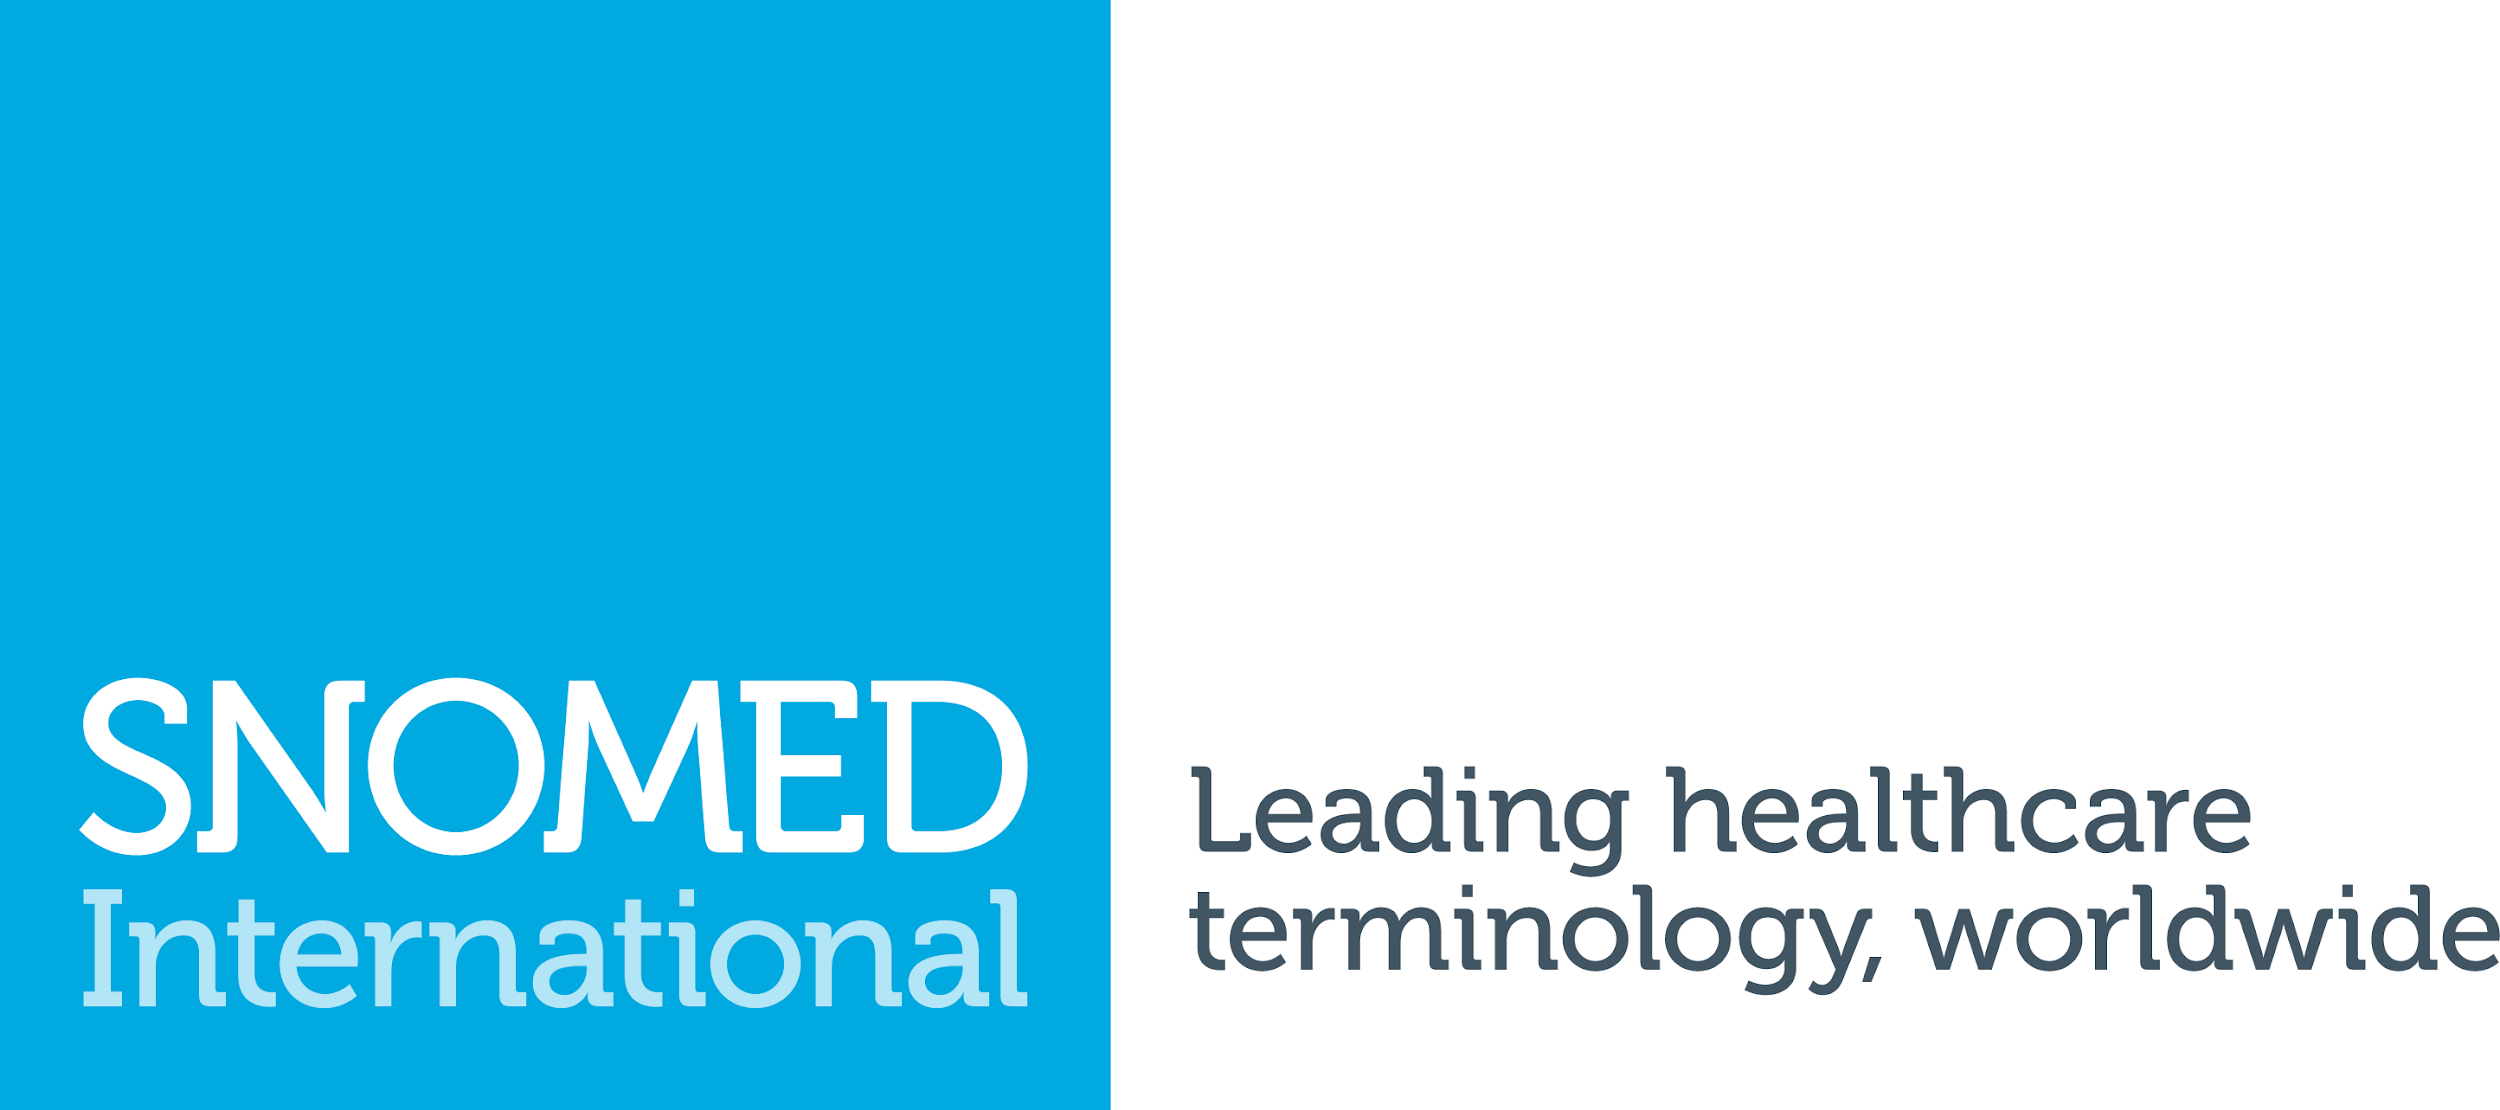 SNOMED
International
Leading healthcare
terminology, worldwide